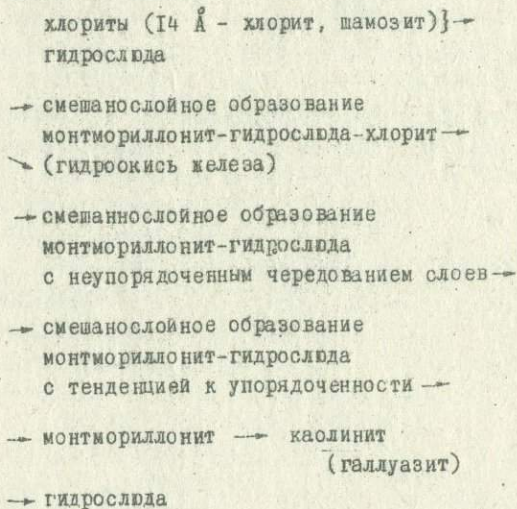 хлориты (I4 Å - хлорит, шамозит)}→
гидрослюда
→ смешанослойное образование
монтмориллонит-гидрослюда-хлорит →
↘ (гидроокись железа)
→ смешаннослойное образование
монтмориллонит-гидрослюда
с неупорядоченным чередованием слоев →
→ смешанослойное образование
монтмориллонит-гидрослюда
с тенденцией к упорядоченности →
→ монтмориллонит → каолинит
(галлуазит)
→ гидрослюда